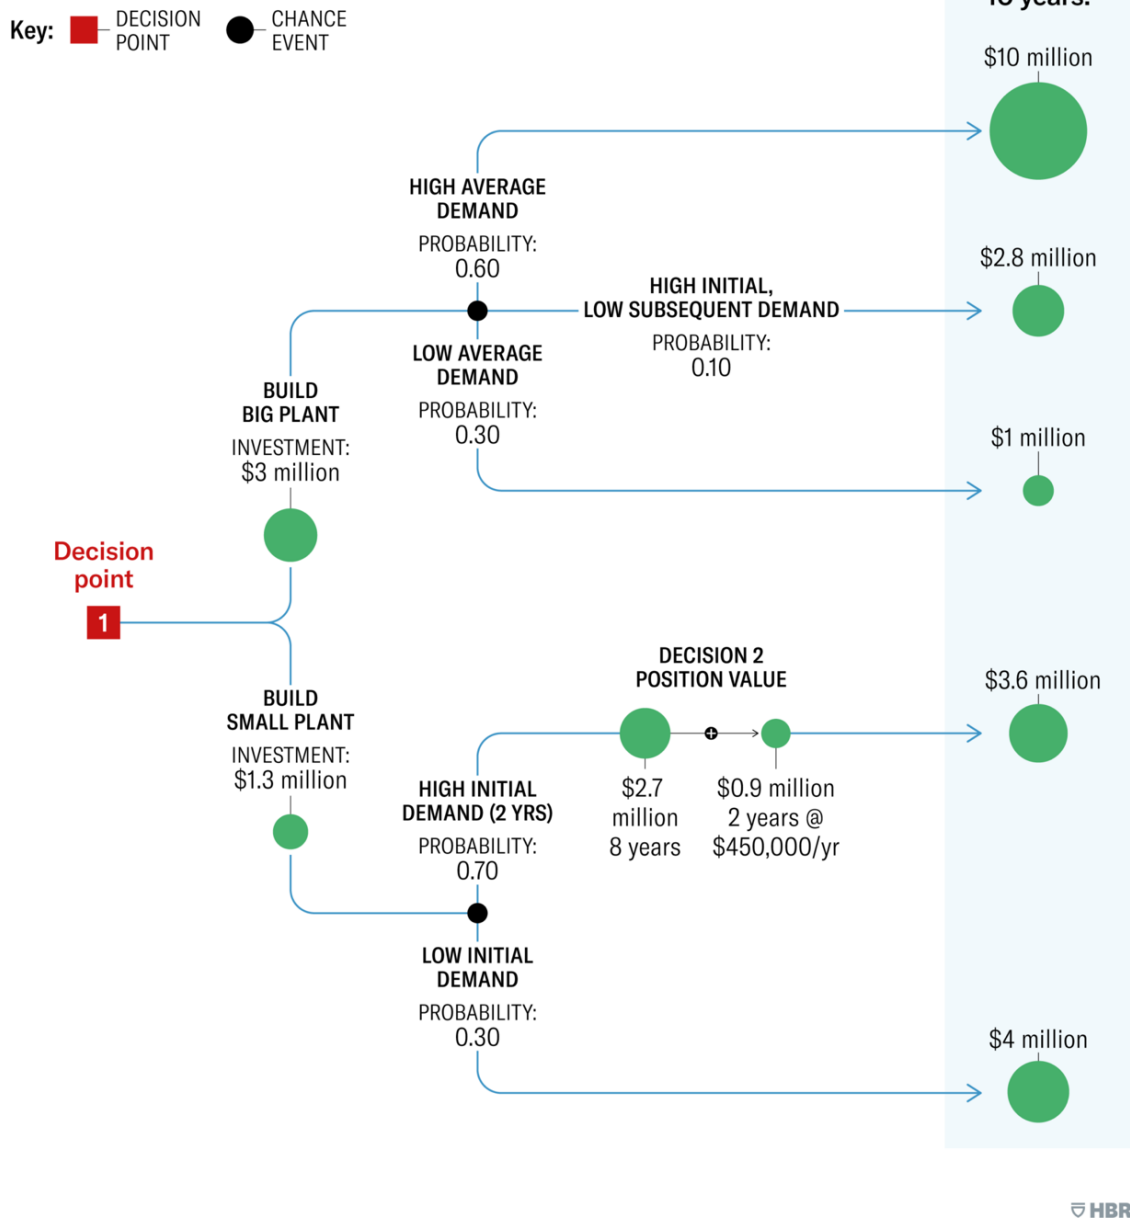 10 years:
Key:
DECISION
POINT
CHANCE
EVENT
$10 million
HIGH AVERAGE
DEMAND
PROBABILITY:
0.60
$2.8 million
HIGH INITIAL,
LOW SUBSEQUENT DEMAND
PROBABILITY:
0.10
LOW AVERAGE
DEMAND
PROBABILITY:
0.30
$1 million
BUILD
BIG PLANT
INVESTMENT:
$3 million
Decision
point
1
BUILD
SMALL PLANT
INVESTMENT:
$1.3 million
DECISION 2
POSITION VALUE
$3.6 million
HIGH INITIAL
DEMAND (2 YRS)
PROBABILITY:
0.70
+
$2.7
million
8 years
$0.9 million
2 years @
$450,000/yr
LOW INITIAL
DEMAND
PROBABILITY:
0.30
$4 million
HBR